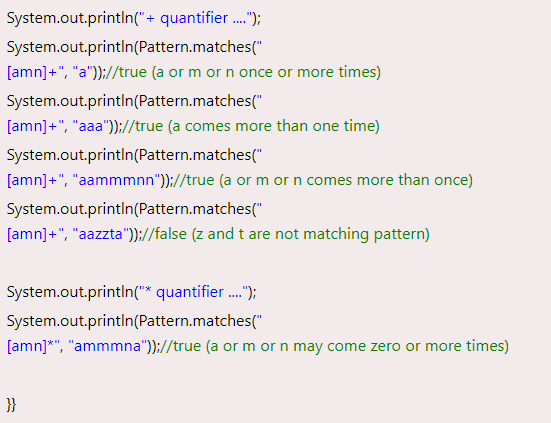 System.out.println("+ quantifier ....");
System.out.println(Pattern.matches("
[amn]+", "a"));//true (a or m or n once or more times)
System.out.println(Pattern.matches("
[amn]+", "aaa"));//true (a comes more than one time)
System.out.println(Pattern.matches("
[amn]+", "aammmnn"));//true (a or m or n comes more than once)
System.out.println(Pattern.matches("
[amn]+", "aazzta"));//false (z and t are not matching pattern)
System.out.println("* quantifier ....");
System.out.println(Pattern.matches("
[amn]*", "ammmna"));//true (a or m or n may come zero or more times)
}}